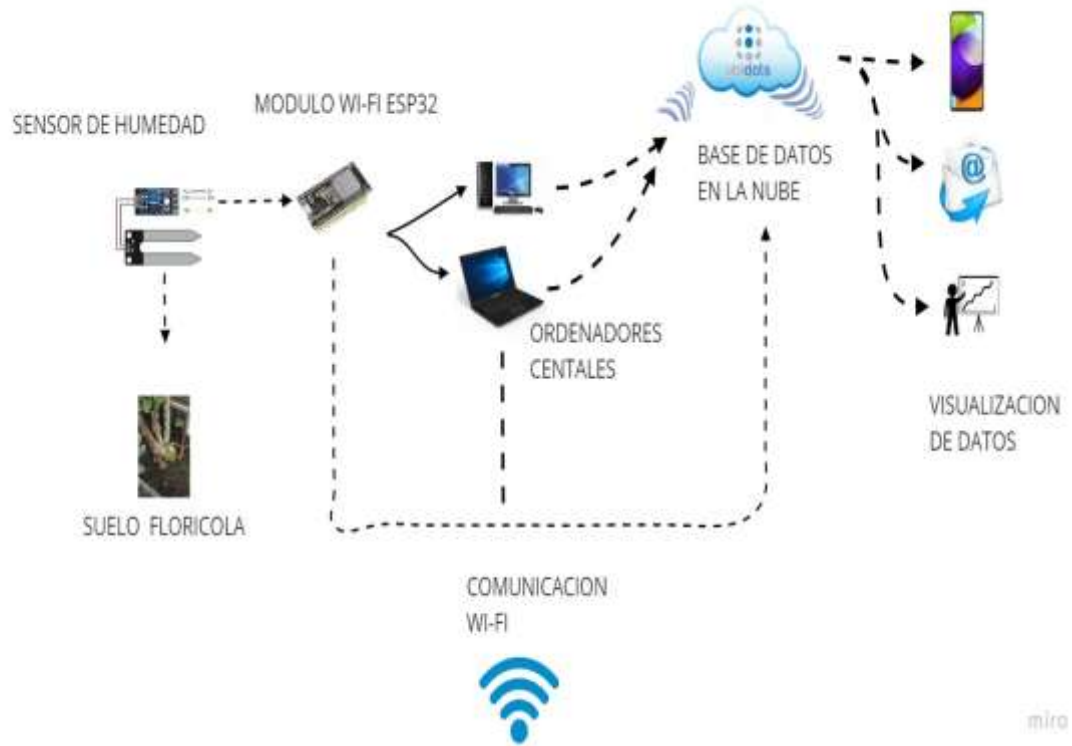 SENSOR DE HUMEDAD
MODULO WI-FI ESP32
ubidots
BASE DE DATOS
EN LA NUBE
ORDENADORES
CENTALES
VISUALIZACION
DE DATOS
SUELO FLORICOLA
COMUNICACION
WI-FI
@
miro